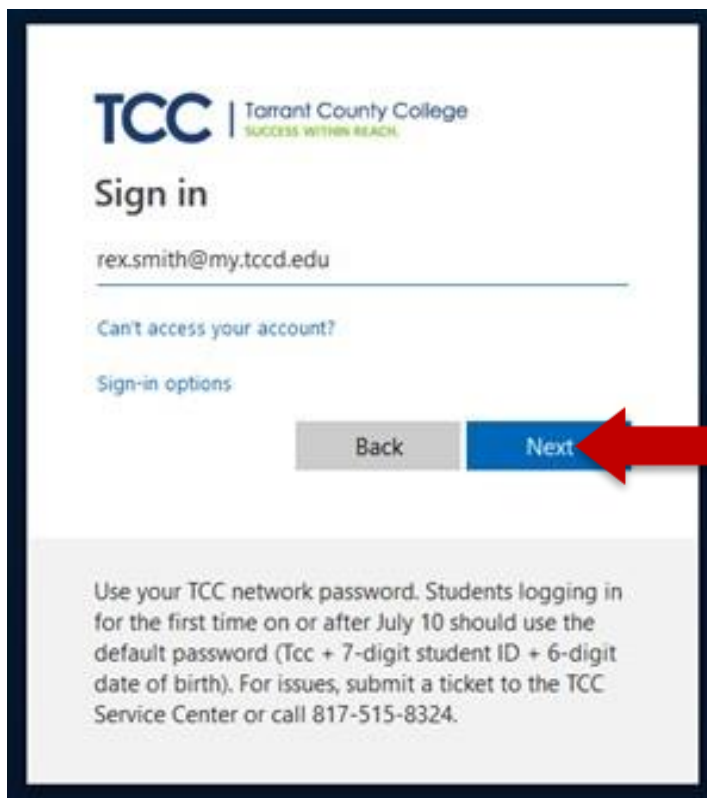 TCC | Tarrant County College
SUCCESS WITHIN REACH.
Sign in
rex.smith@my.tccd.edu
Can't access your account?
Sign-in options
Back
Next
Use your TCC network password. Students logging in
for the first time on or after July 10 should use the
default password (Tcc + 7-digit student ID + 6-digit
date of birth). For issues, submit a ticket to the TCC
Service Center or call 817-515-8324.